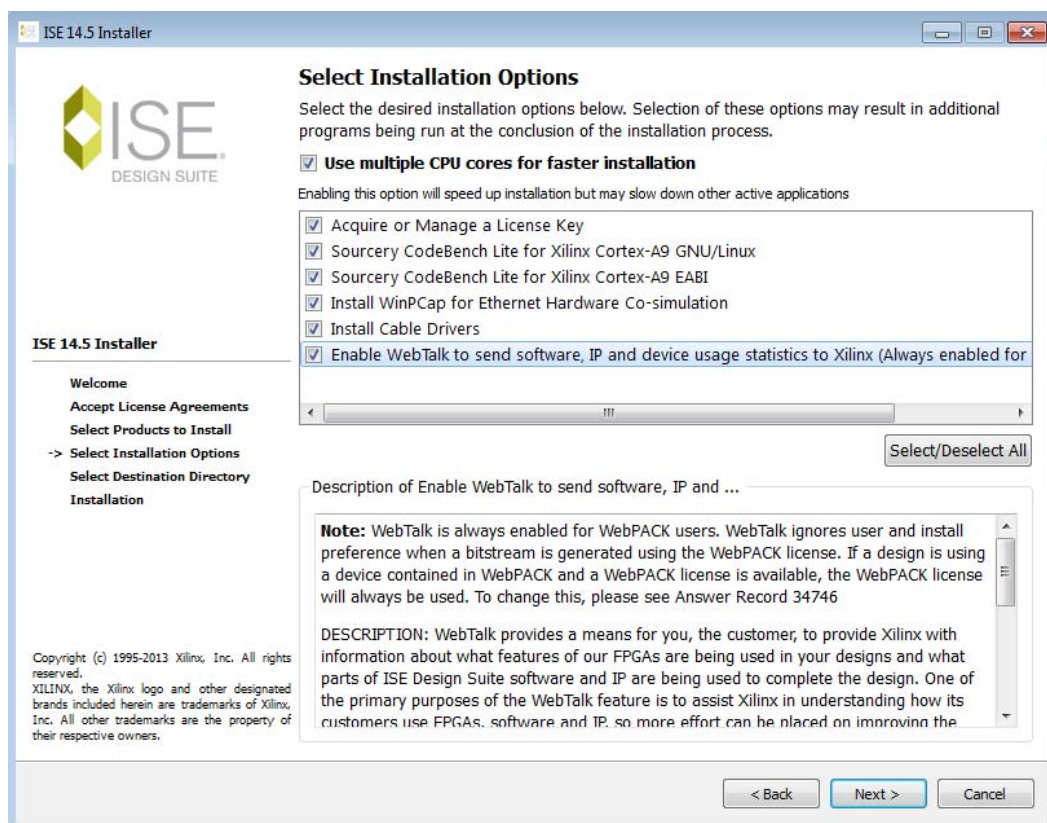 ISE 14.5 Installer
ISE
DESIGN SUITE
ISE 14.5 Installer
Welcome
Accept License Agreements
Select Products to Install
-> Select Installation Options
Select Destination Directory
Installation
Copyright (c) 1995-2013 Xilinx, Inc. All rights
reserved.
XILINX, the Xilinx logo and other designated
brands included herein are trademarks of Xilinx,
Inc. All other trademarks are the property of
their respective owners.
Select Installation Options
Select the desired installation options below. Selection of these options may result in additional
programs being run at the conclusion of the installation process.
Use multiple CPU cores for faster installation
Enabling this option will speed up installation but may slow down other active applications
Acquire or Manage a License Key
Sourcery CodeBench Lite for Xilinx Cortex-A9 GNU/Linux
Sourcery CodeBench Lite for Xilinx Cortex-A9 EABI
Install WinPCap for Ethernet Hardware Co-simulation
Install Cable Drivers
Enable WebTalk to send software, IP and device usage statistics to Xilinx (Always enabled for
Select/Deselect All
Description of Enable WebTalk to send software, IP and ...
Note: WebTalk is always enabled for WebPACK users. WebTalk ignores user and install
preference when a bitstream is generated using the WebPACK license. If a design is using
a device contained in WebPACK and a WebPACK license is available, the WebPACK license
will always be used. To change this, please see Answer Record 34746
DESCRIPTION: WebTalk provides a means for you, the customer, to provide Xilinx with
information about what features of our FPGAs are being used in your designs and what
parts of ISE Design Suite software and IP are being used to complete the design. One of
the primary purposes of the WebTalk feature is to assist Xilinx in understanding how its
customers use FPGAs, software and IP, so more effort can be placed on improving the
< Back
Next >
Cancel